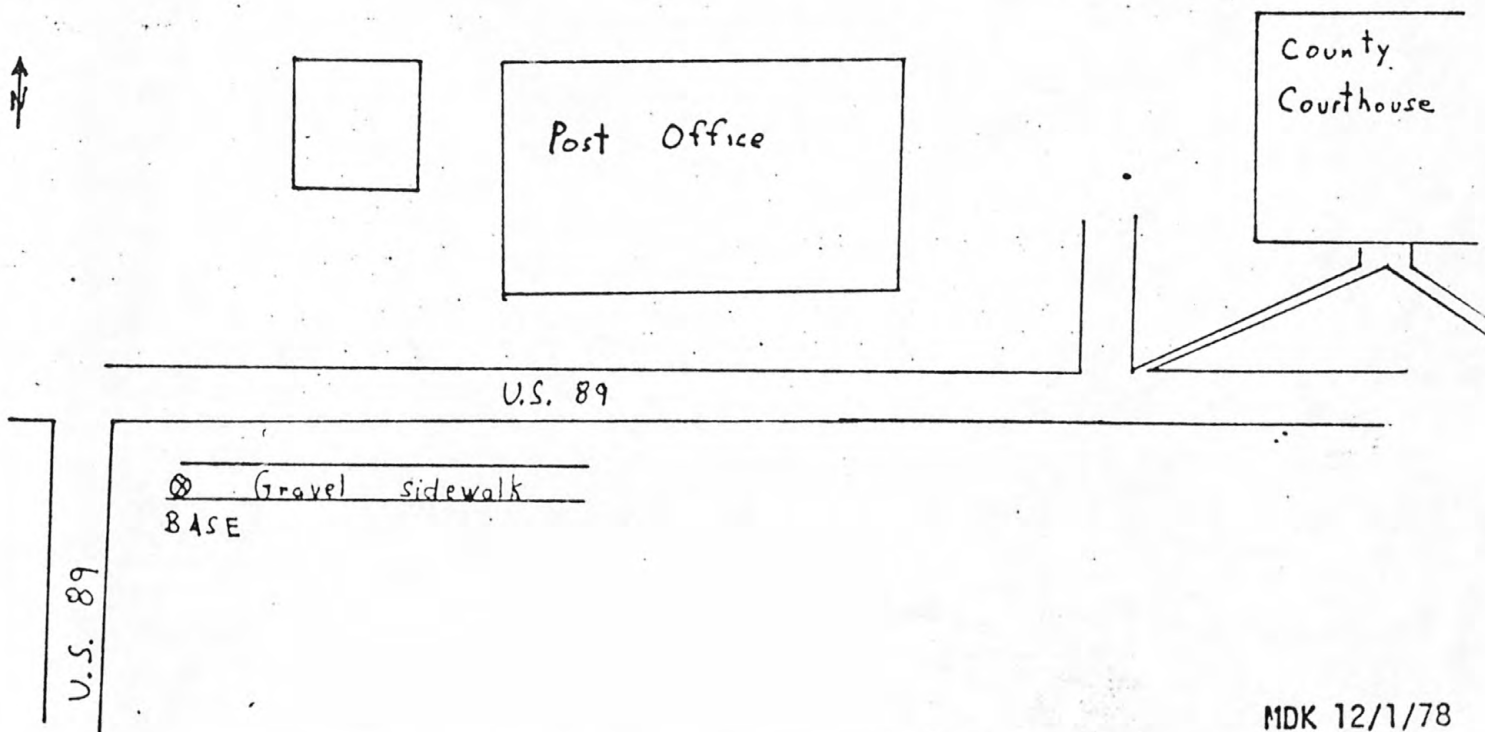 N
County
Courthouse
Post Office
U.S. 89
Gravel sidewalk
BASE
U.S. 89
MDK 12/1/78